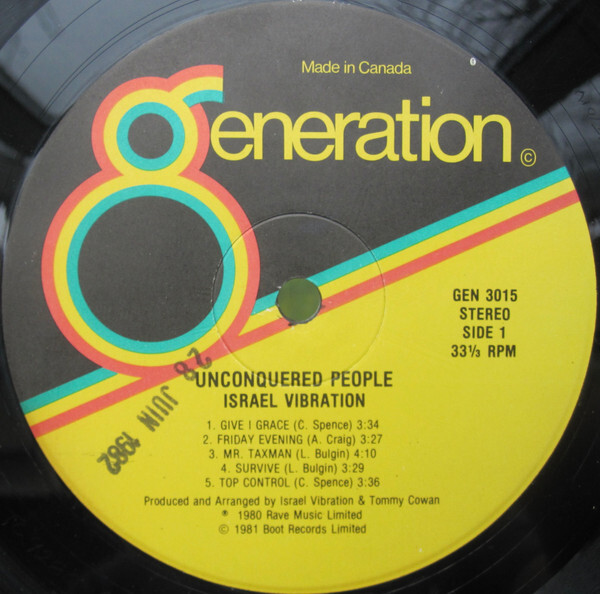 Made in Canada
generation ©
GEN 3015
STEREO
SIDE 1
33⅓ RPM
UNCONQUERED PEOPLE
ISRAEL VIBRATION
1. GIVE I GRACE (C. Spence) 3:34
2. FRIDAY EVENING (A. Craig) 3:27
3. MR. TAXMAN (L. Bulgin) 4:10
4. SURVIVE (L. Bulgin) 3:29
5. TOP CONTROL (C. Spence) 3:36
Produced and Arranged by Israel Vibration & Tommy Cowan
℗ 1980 Rave Music Limited
© 1981 Boot Records Limited
28 JUIN 1982